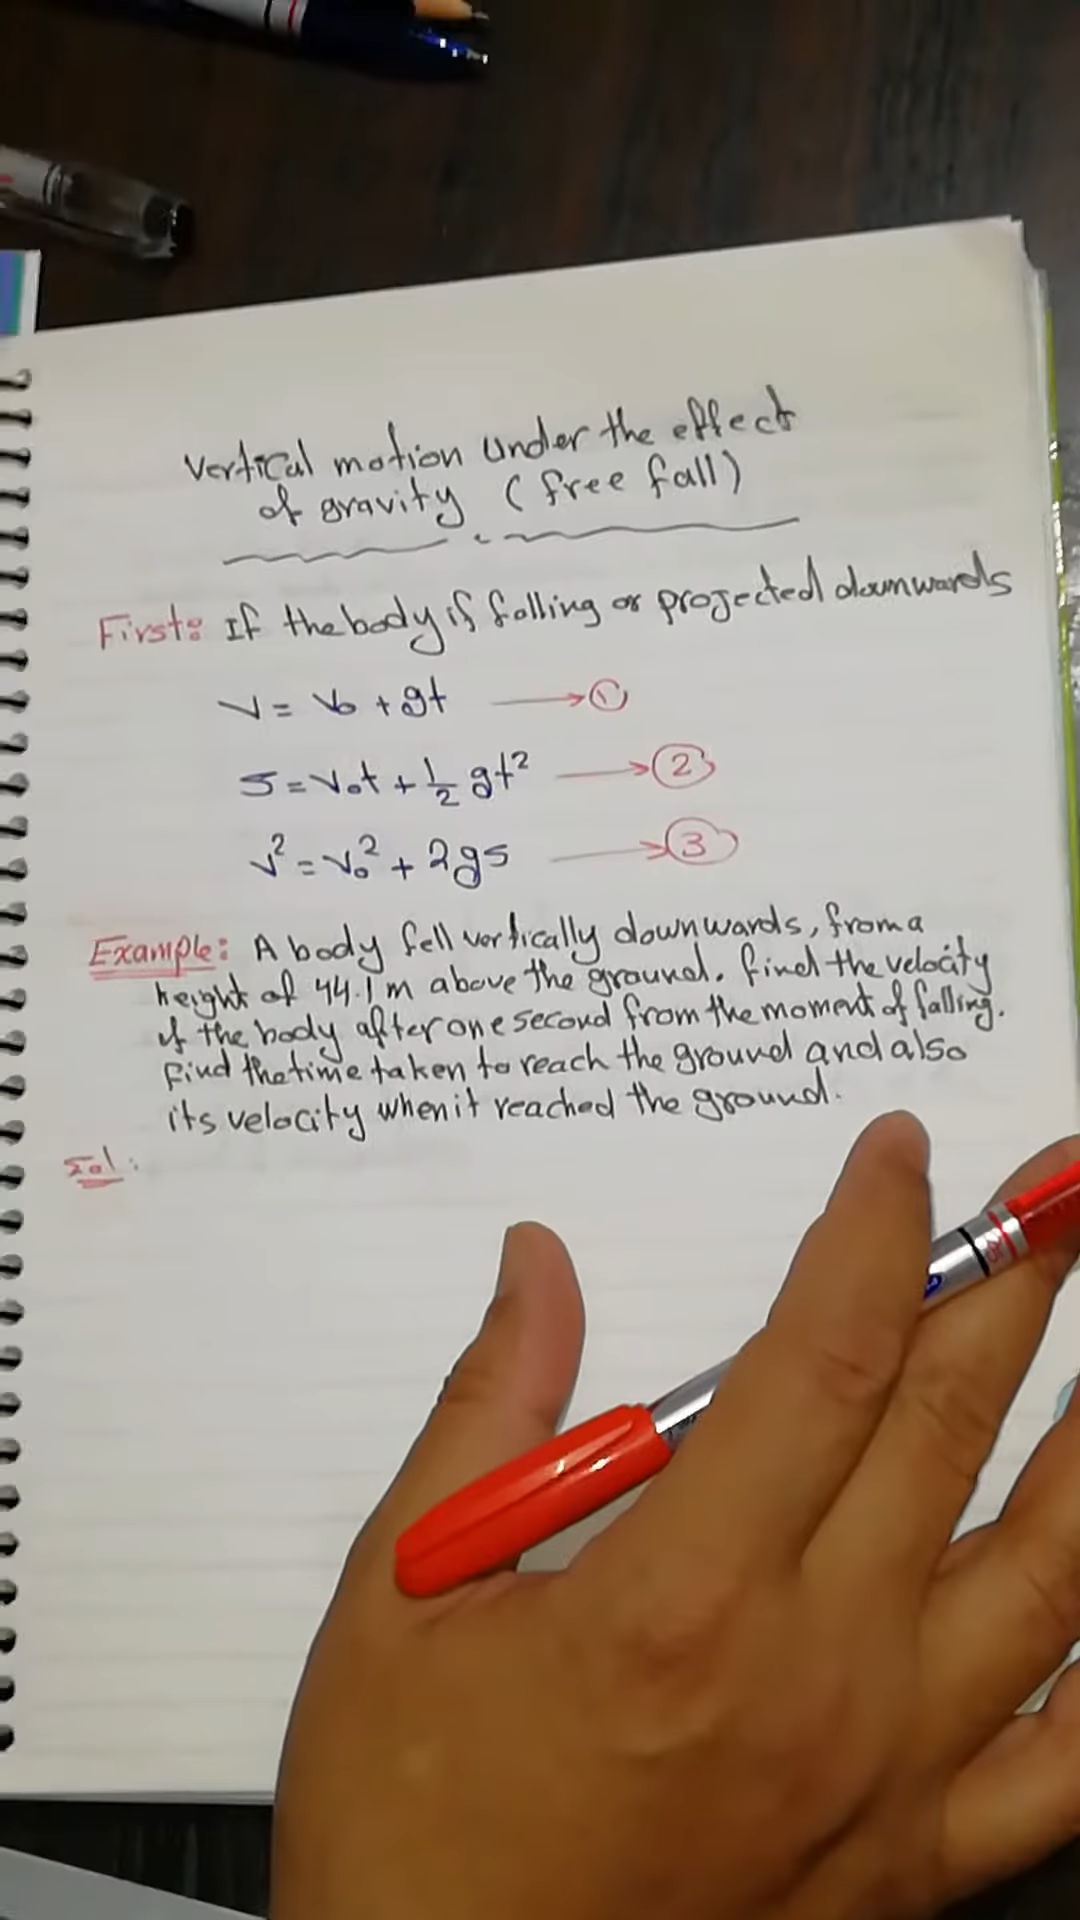 Vertical motion under the effect
of gravity (free fall)
First: If the body is falling or projected downwards
V = V₀ + gt → ①
S = V₀t + 1/2 gt² → ②
V² = V₀² + 2gs → ③
Example: A body fell vertically downwards, from a
height of 44.1 m above the ground. find the velocity
of the body after one second from the moment of falling.
find the time taken to reach the ground and also
its velocity when it reached the ground.
Sol: